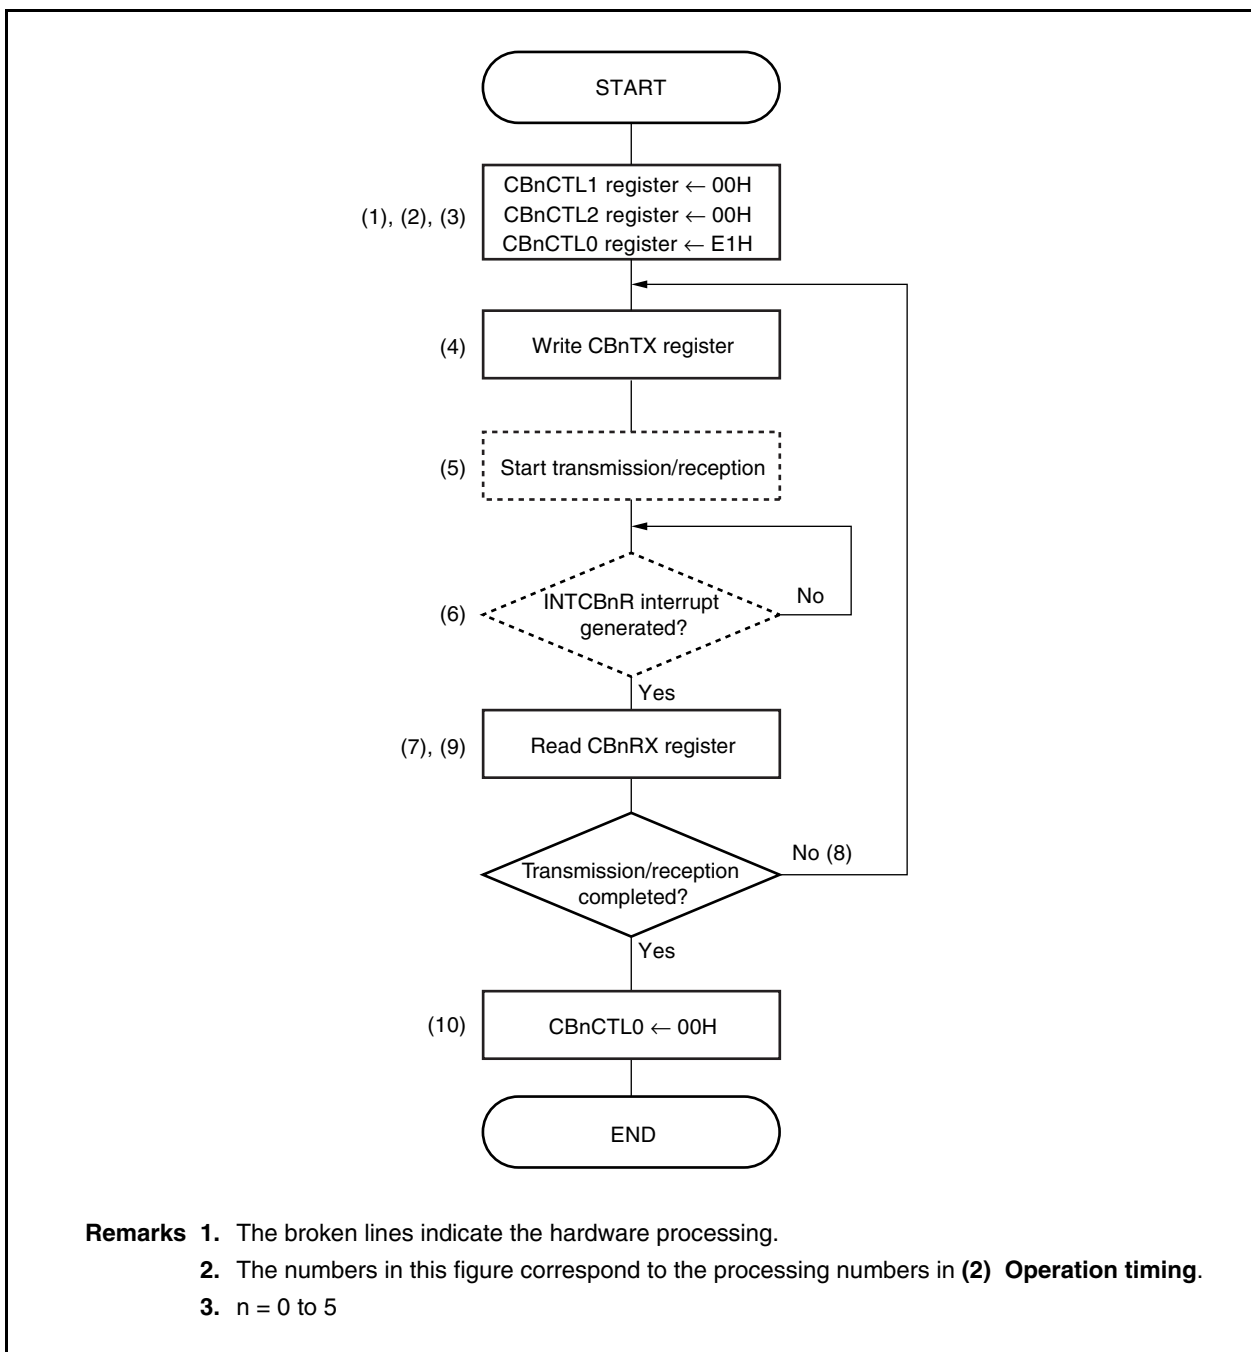 START
(1), (2), (3)
CBnCTL1 register ← 00H
CBnCTL2 register ← 00H
CBnCTL0 register ← E1H
(4)
Write CBnTX register
(5)
Start transmission/reception
(6)
INTCBnR interrupt
generated?
No
Yes
(7), (9)
Read CBnRX register
Transmission/reception
completed?
No (8)
Yes
(10)
CBnCTL0 ← 00H
END
Remarks 1. The broken lines indicate the hardware processing.
2. The numbers in this figure correspond to the processing numbers in (2) Operation timing.
3. n = 0 to 5